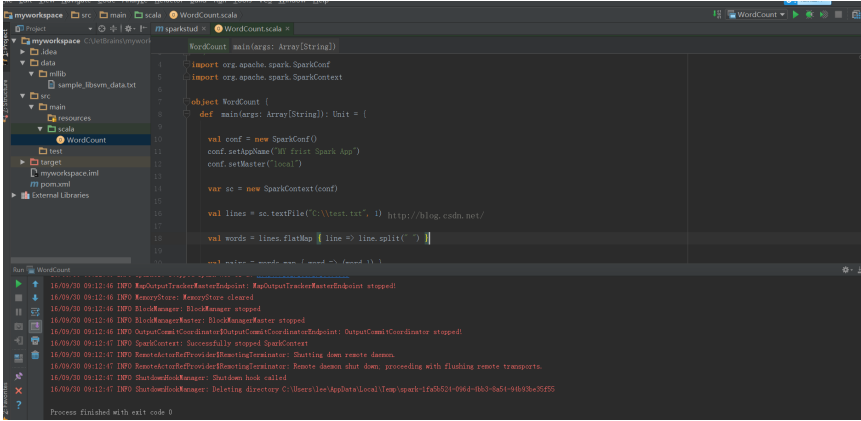 myworkspace src main scala WordCount.scala
WordCount
Project
sparkstud × WordCount.scala ×
myworkspace
.idea
data
mllib
sample_libsvm_data.txt
src
main
resources
scala
WordCount
test
target
myworkspace.iml
pom.xml
External Libraries
WordCount main(args: Array[String])
import org.apache.spark.SparkConf
import org.apache.spark.SparkContext
object WordCount {
def main(args: Array[String]): Unit = {
val conf = new SparkConf()
conf.setAppName("MY frist Spark App")
conf.setMaster("local")
var sc = new SparkContext(conf)
val lines = sc.textFile("C:\\test.txt", 1) http://blog.csdn.net/
val words = lines.flatMap { line => line.split(" ") }
Run WordCount
16/09/30 09:12:46 INFO MapOutputTrackerMasterEndpoint: MapOutputTrackerMasterEndpoint stopped!
16/09/30 09:12:46 INFO MemoryStore: MemoryStore cleared
16/09/30 09:12:46 INFO BlockManager: BlockManager stopped
16/09/30 09:12:46 INFO BlockManagerMaster: BlockManagerMaster stopped
16/09/30 09:12:46 INFO OutputCommitCoordinator$OutputCommitCoordinatorEndpoint: OutputCommitCoordinator stopped!
16/09/30 09:12:47 INFO SparkContext: Successfully stopped SparkContext
16/09/30 09:12:47 INFO RemoteActorRefProvider$RemotingTerminator: Shutting down remote daemon.
16/09/30 09:12:47 INFO RemoteActorRefProvider$RemotingTerminator: Remote daemon shut down; proceeding with flushing remote transports.
16/09/30 09:12:47 INFO ShutdownHookManager: Shutdown hook called
16/09/30 09:12:47 INFO ShutdownHookManager: Deleting directory
Process finished with exit code 0